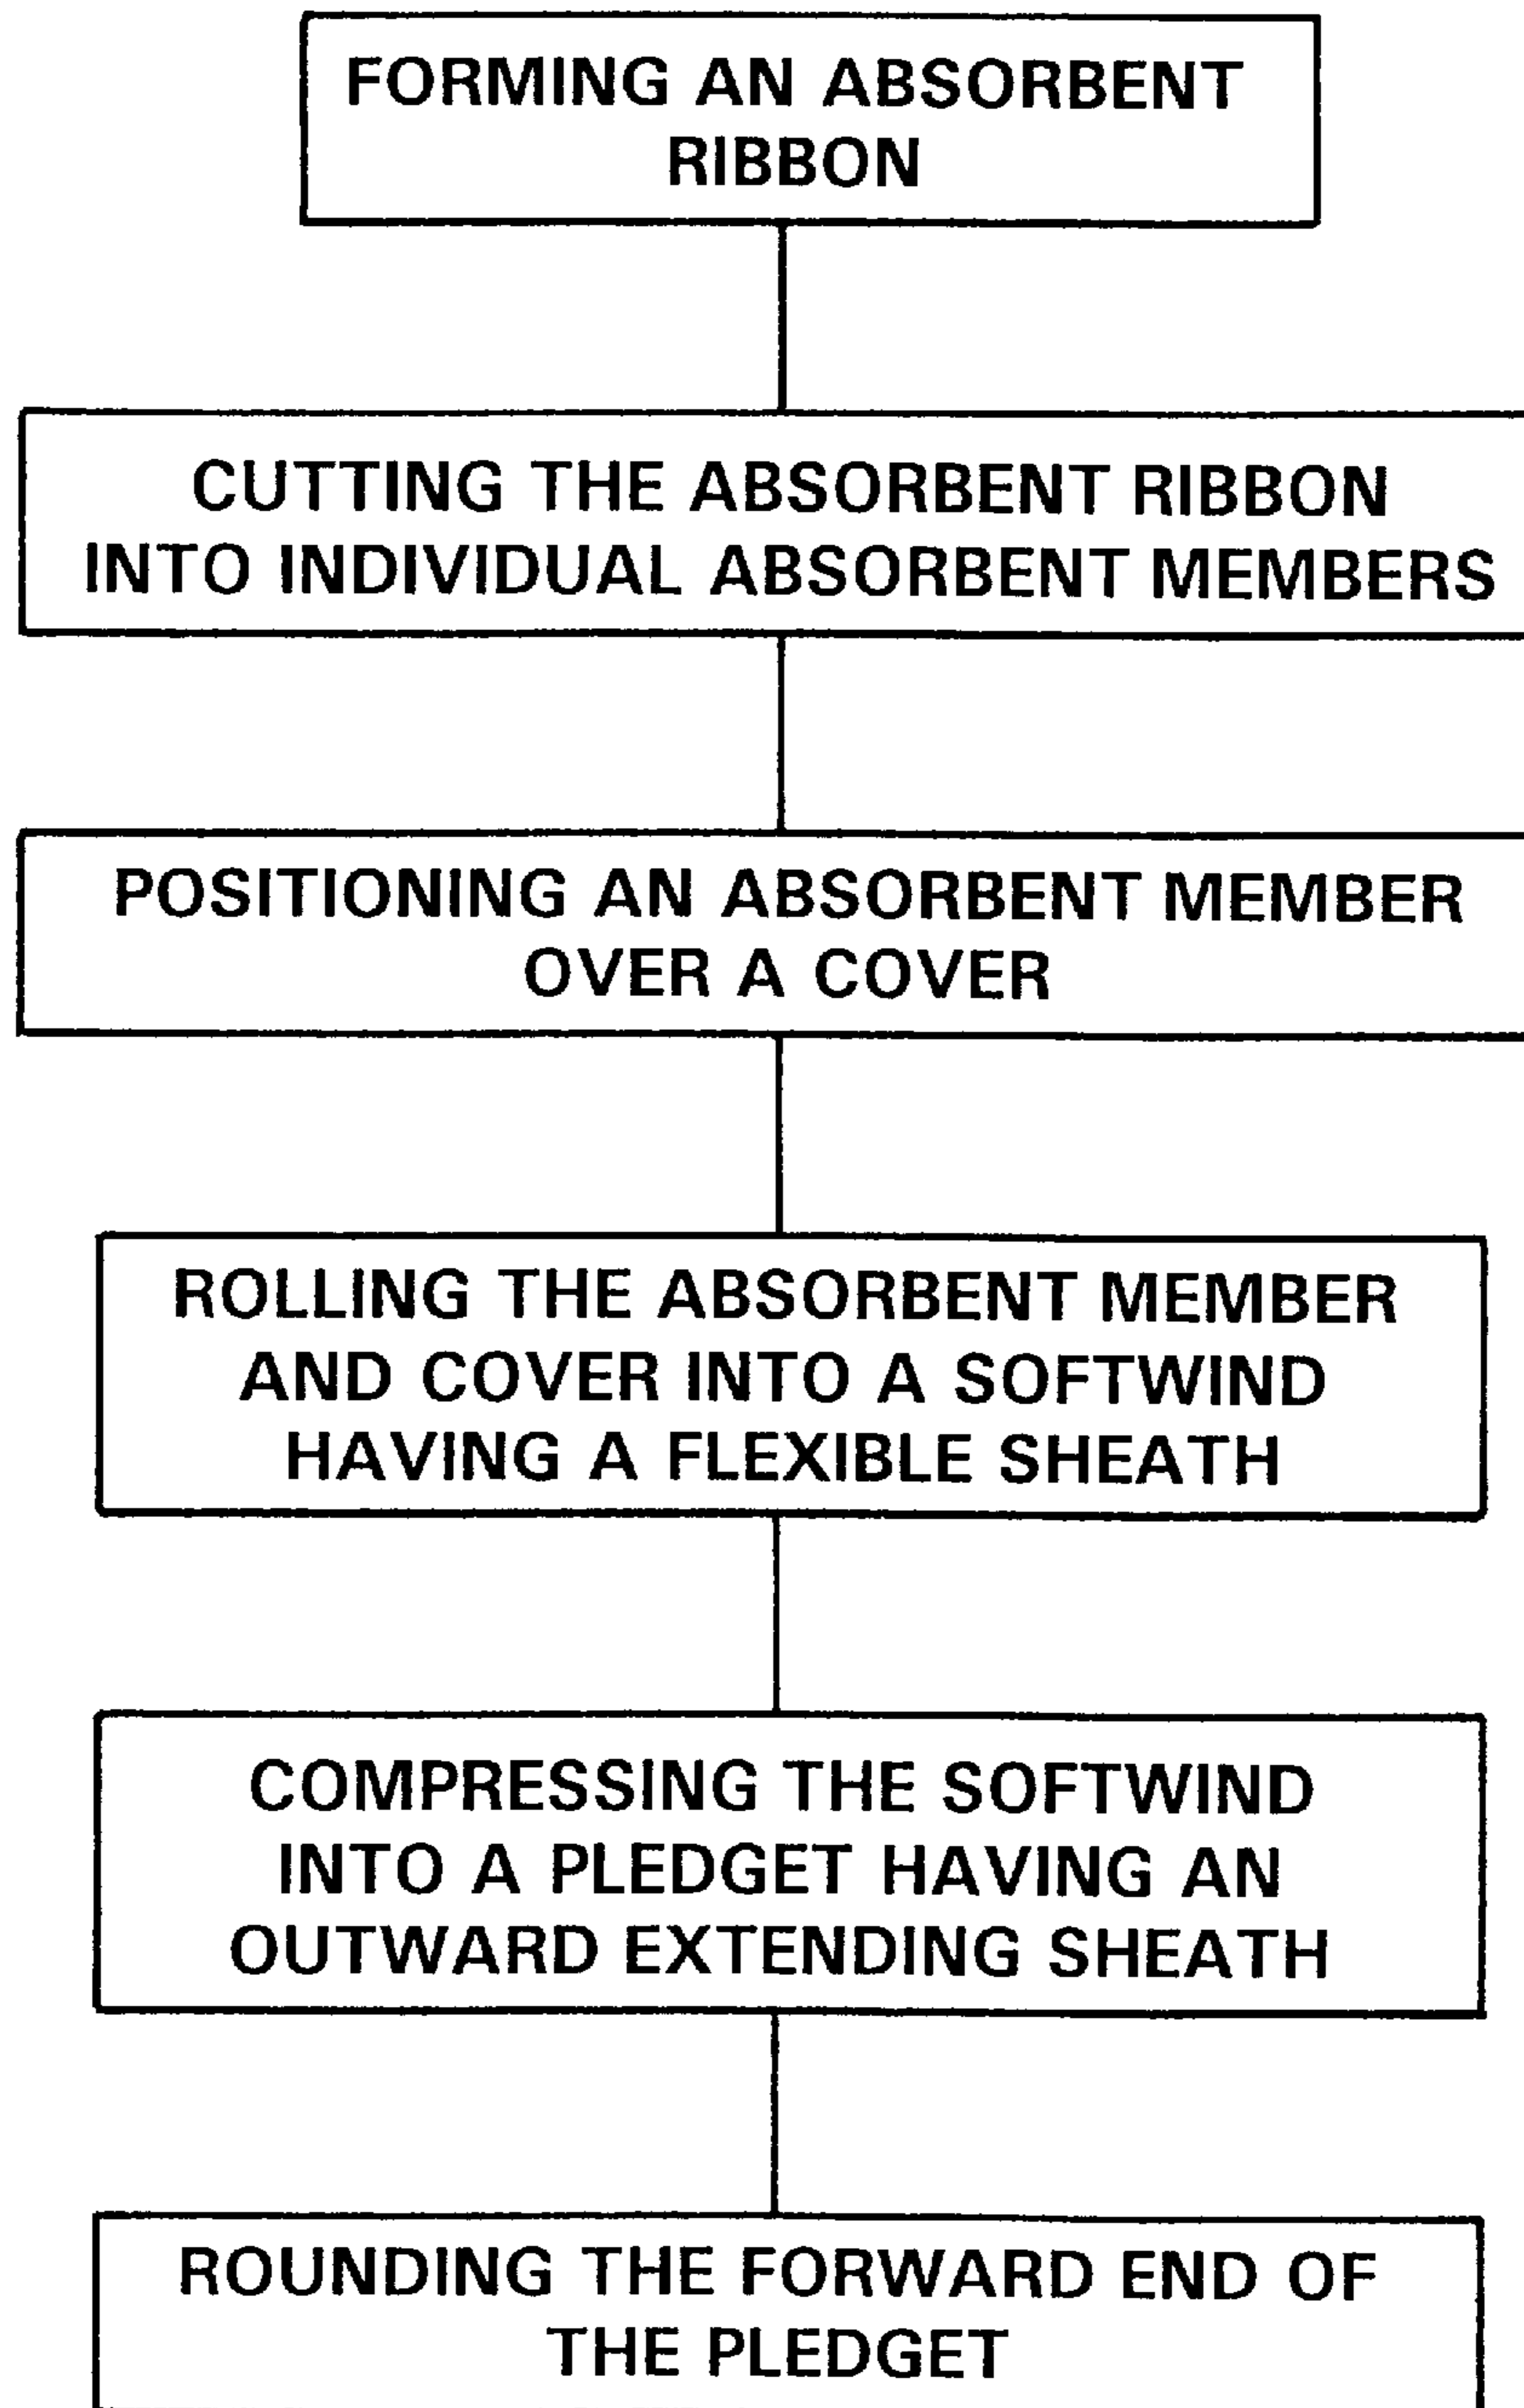 FORMING AN ABSORBENT
RIBBON
CUTTING THE ABSORBENT RIBBON
INTO INDIVIDUAL ABSORBENT MEMBERS
POSITIONING AN ABSORBENT MEMBER
OVER A COVER
ROLLING THE ABSORBENT MEMBER
AND COVER INTO A SOFTWIND
HAVING A FLEXIBLE SHEATH
COMPRESSING THE SOFTWIND
INTO A PLEDGET HAVING AN
OUTWARD EXTENDING SHEATH
ROUNDING THE FORWARD END OF
THE PLEDGET